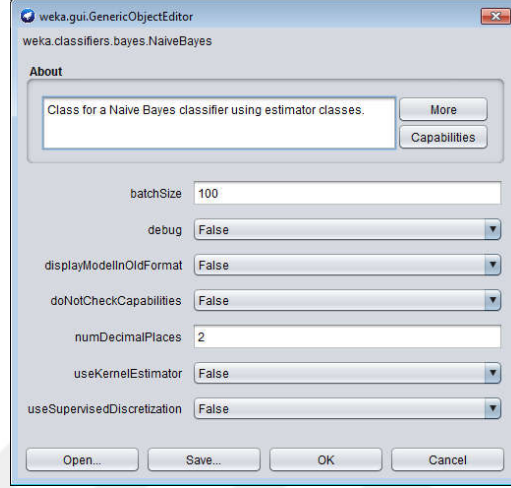 weka.gui.GenericObjectEditor
weka.classifiers.bayes.NaiveBayes
About
Class for a Naive Bayes classifier using estimator classes.
More
Capabilities
batchSize 100
debug False
displayModelInOldFormat False
doNotCheckCapabilities False
numDecimalPlaces 2
useKernelEstimator False
useSupervisedDiscretization False
Open... Save... OK Cancel